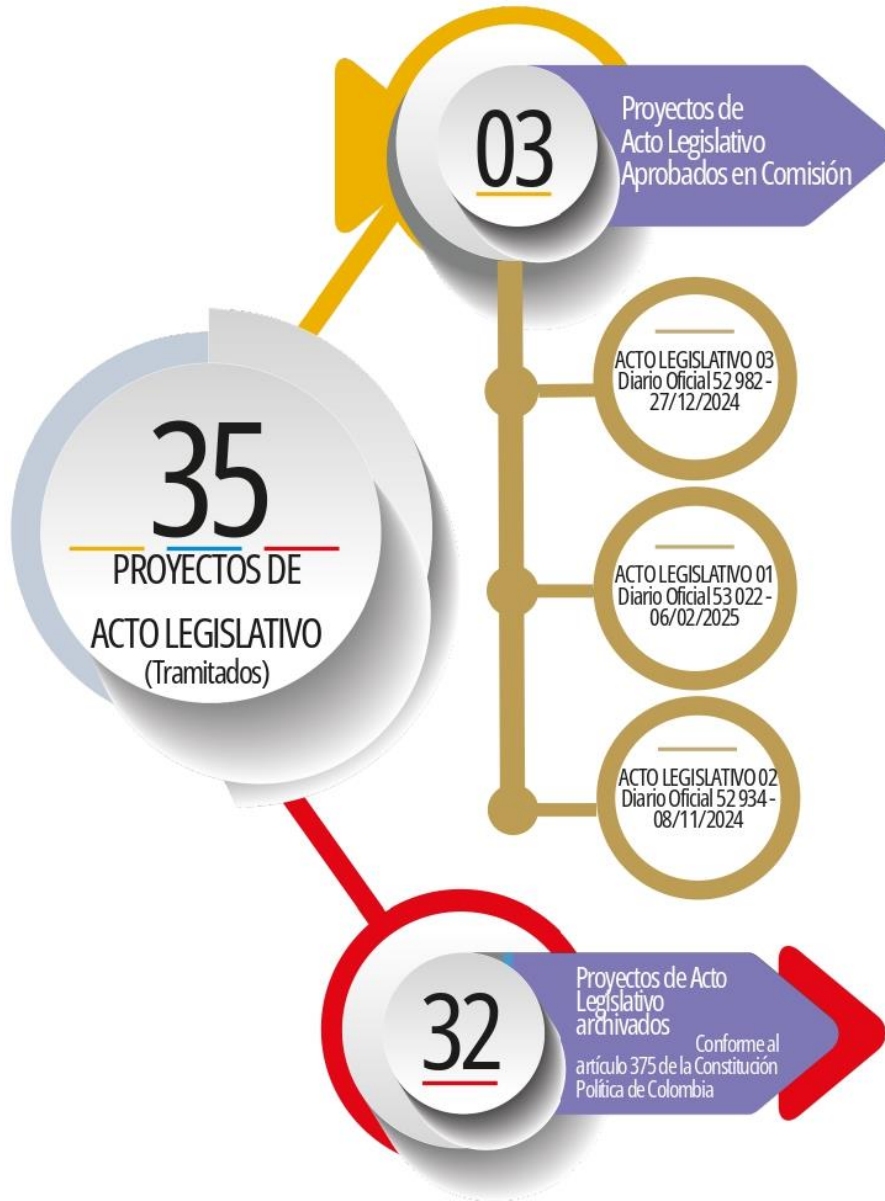 03
Proyectos de
Acto Legislativo
Aprobados en Comisión
ACTO LEGISLATIVO 03
Diario Oficial 52 982 -
27/12/2024
35
PROYECTOS DE
ACTO LEGISLATIVO
(Tramitados)
ACTO LEGISLATIVO 01
Diario Oficial 53 022 -
06/02/2025
ACTO LEGISLATIVO 02
Diario Oficial 52 934 -
08/11/2024
32
Proyectos de Acto
Legislativo
archivados
Conforme al
artículo 375 de la Constitución
Política de Colombia